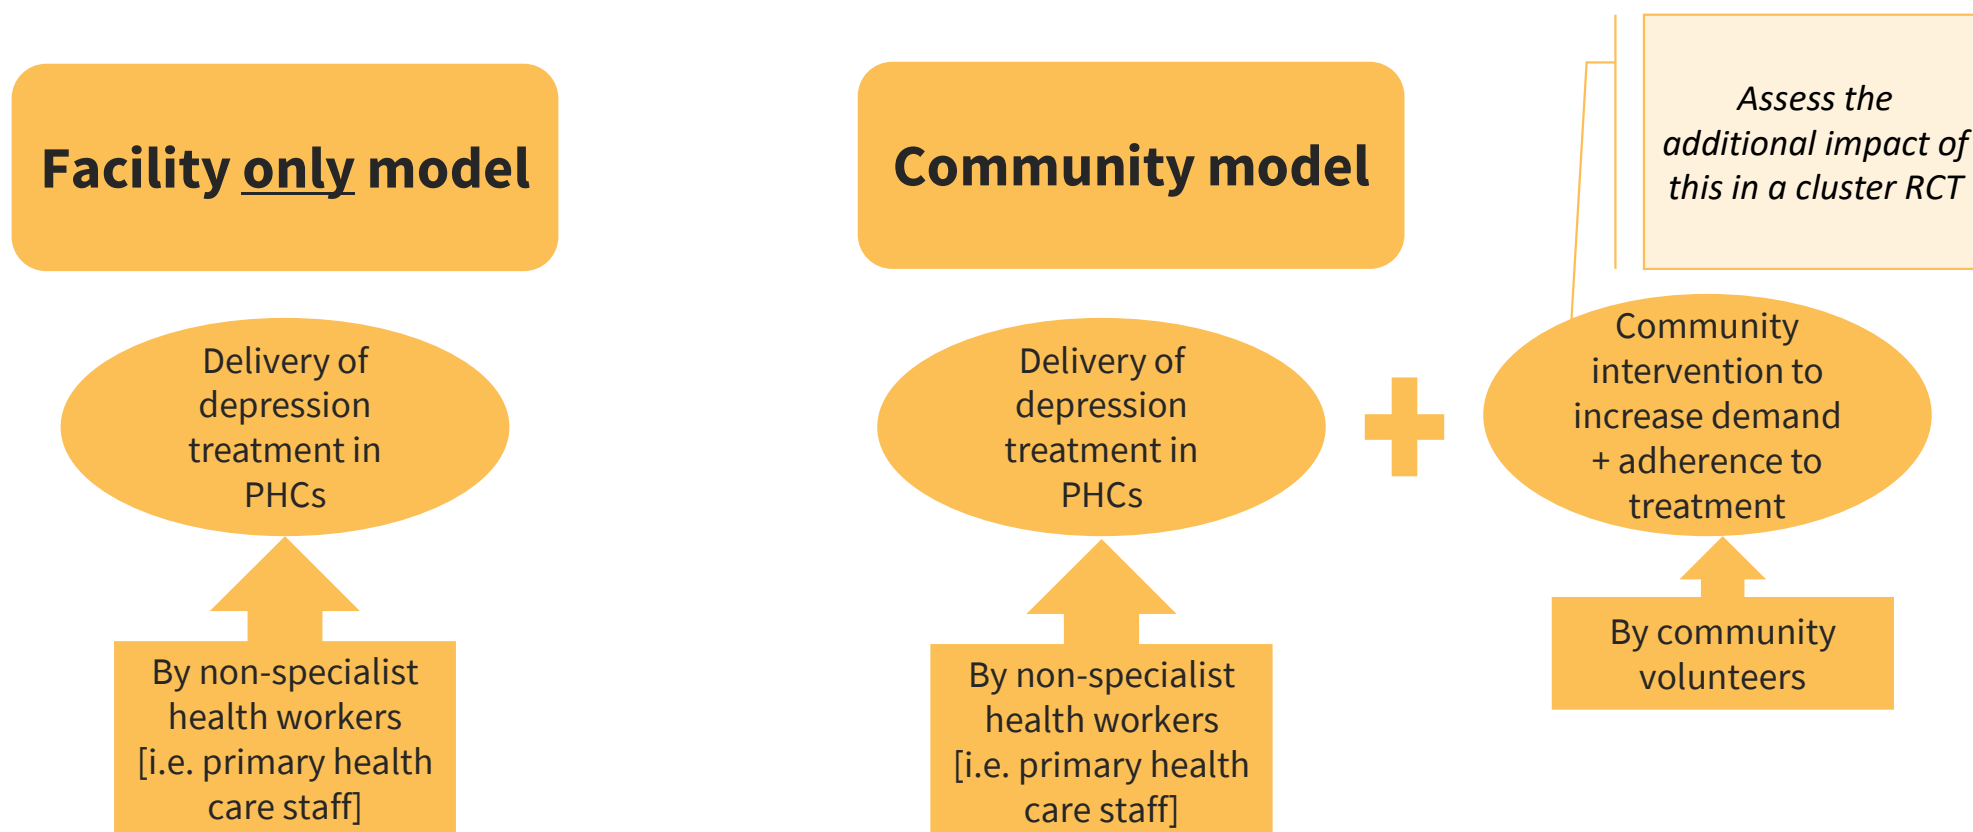 Facility only model
Delivery of
depression
treatment in
PHCs
By non-specialist
health workers
[i.e. primary health
care staff]
Community model
Delivery of
depression
treatment in
PHCs
By non-specialist
health workers
[i.e. primary health
care staff]
Assess the
additional impact of
this in a cluster RCT
Community
intervention to
increase demand
+ adherence to
treatment
By community
volunteers